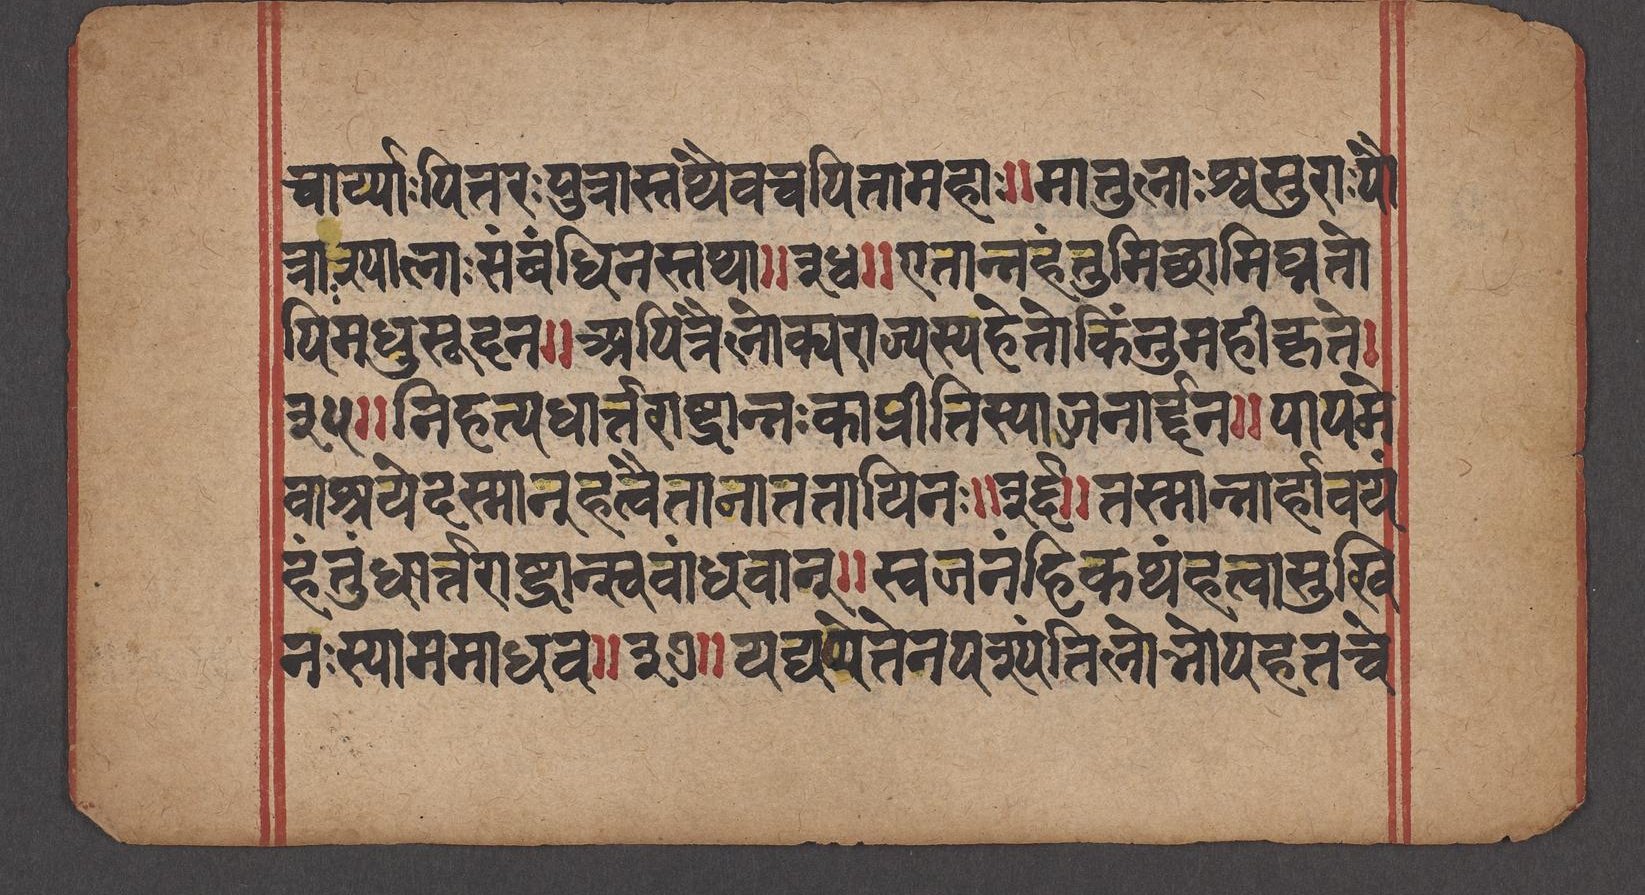 चार्य्याःपितरःपुत्रास्तथैवचपितामहाः॥मातुलाःश्वसुराःपौ
त्राःश्यालाःसंबंधिनस्तथा॥३४॥एतान्नहंतुमिच्छामिघ्नतो
पिमधुसूदन॥अपित्रैलोक्यराज्यस्यहेतोःकिंनुमहीकृते।
३५॥निहत्यधार्त्तराष्ट्रान्नःकाप्रीतिस्याज्जनार्द्दन॥पापमे
वाश्रयेदस्मान्हत्वैतानाततायिनः॥३६॥तस्मान्नार्हावयं
हंतुंधार्त्तराष्ट्रान्स्वबांधवान्॥स्वजनंहिकथंहत्वासुखि
नःस्याममाधव॥३७॥यद्यप्येतेनपश्यंतिलोभोपहतचे